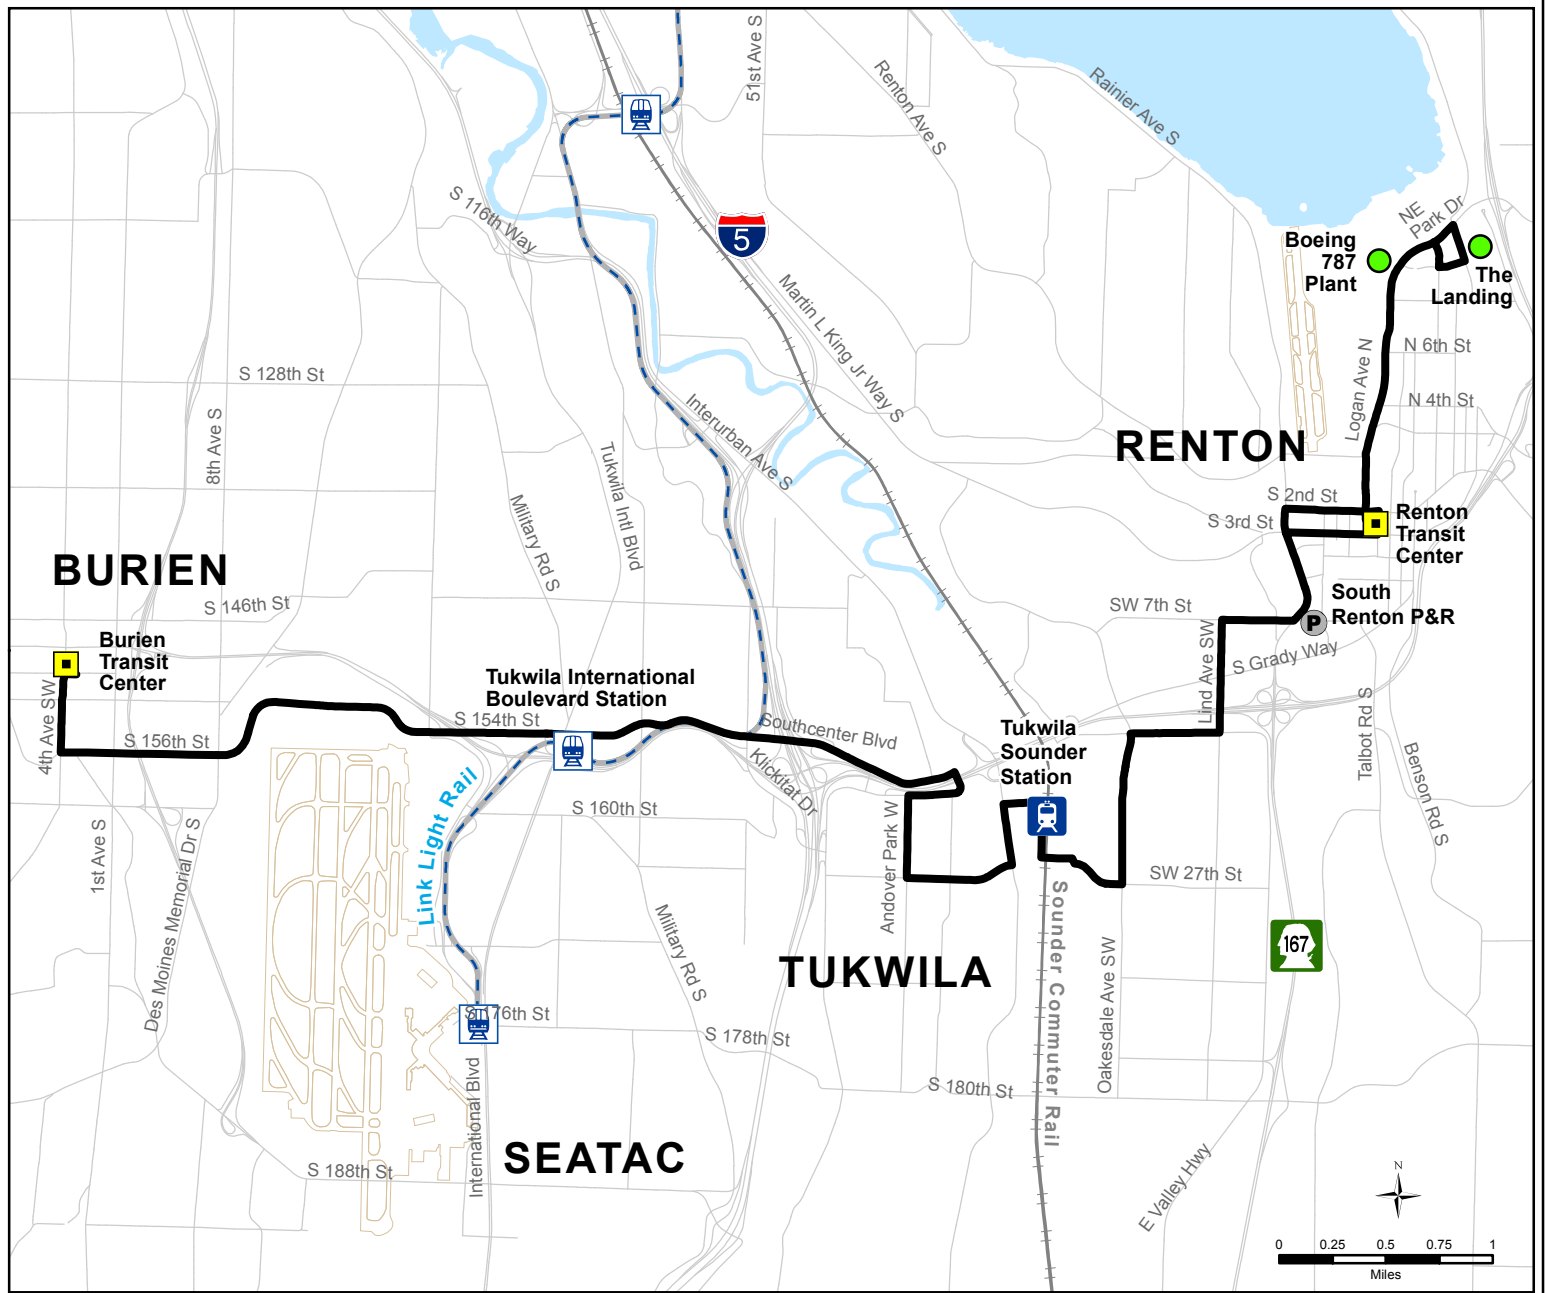 51st Ave S
Renton Ave S
Rainier Ave S
S 116th Way
5
NE
Park Dr
Boeing
787
Plant
The
Landing
Martin L King Jr Way S
N 6th St
Logan Ave N
N 4th St
S 128th St
8th Ave S
Interurban Ave S
Tukwila Intl Blvd
Military Rd S
RENTON
S 2nd St
S 3rd St
Renton
Transit
Center
BURIEN
S 146th St
SW 7th St
South
Renton P&R
P
Burien
Transit
Center
4th Ave SW
S 156th St
Tukwila International
Boulevard Station
S 154th St
Southcenter Blvd
Klickitat Dr
Tukwila
Sounder
Station
Lind Ave SW
S Grady Way
Talbot Rd S
Benson Rd S
Link Light Rail
S 160th St
Andover Park W
SW 27th St
1st Ave S
Des Moines Memorial Dr S
Military Rd S
Sounder Commuter Rail
Oakesdale Ave SW
167
TUKWILA
S 176th St
S 178th St
S 180th St
International Blvd
SEATAC
S 188th St
E Valley Hwy
N
0 0.25 0.5 0.75 1
Miles